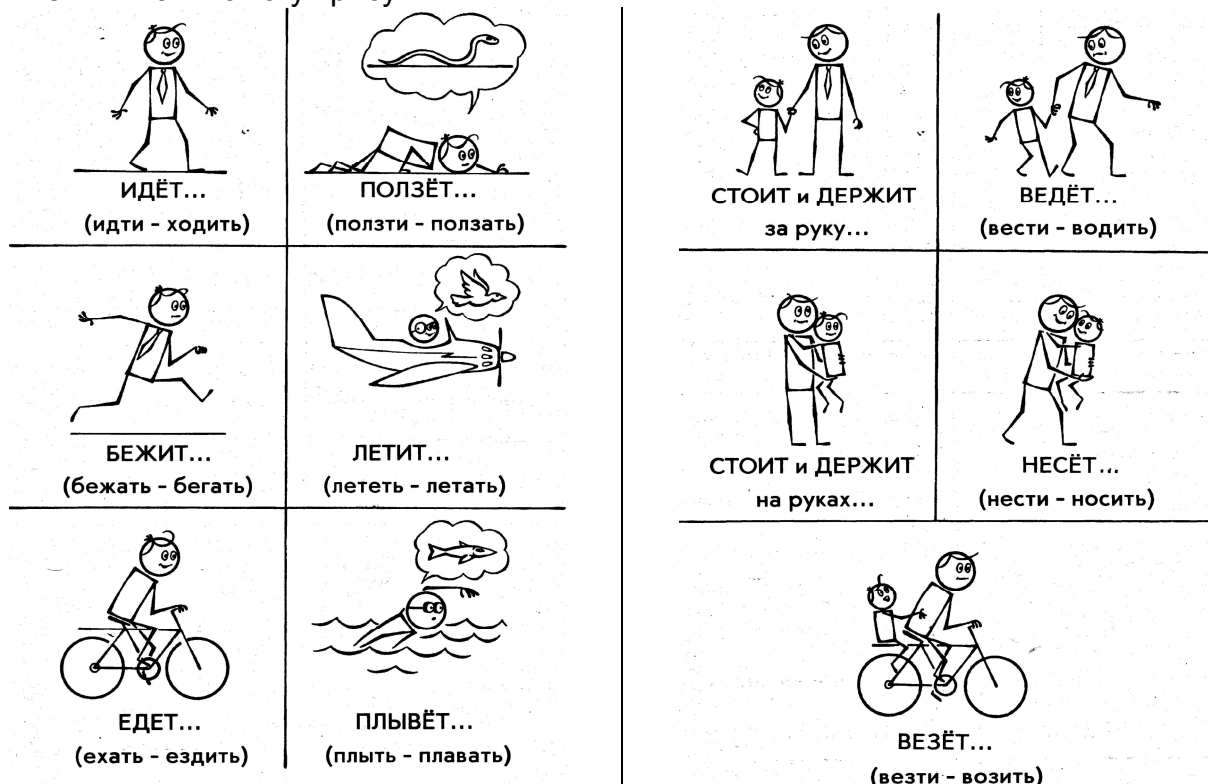 ИДЁТ...
(идти - ходить)
ПОЛЗЁТ...
(ползти - ползать)
БЕЖИТ...
(бежать - бегать)
ЛЕТИТ...
(лететь - летать)
ЕДЕТ...
(ехать - ездить)
ПЛЫВЁТ...
(плыть - плавать)
СТОИТ и ДЕРЖИТ
за руку...
ВЕДЁТ...
(вести - водить)
СТОИТ и ДЕРЖИТ
на руках...
НЕСЁТ...
(нести - носить)
ВЕЗЁТ...
(везти - возить)